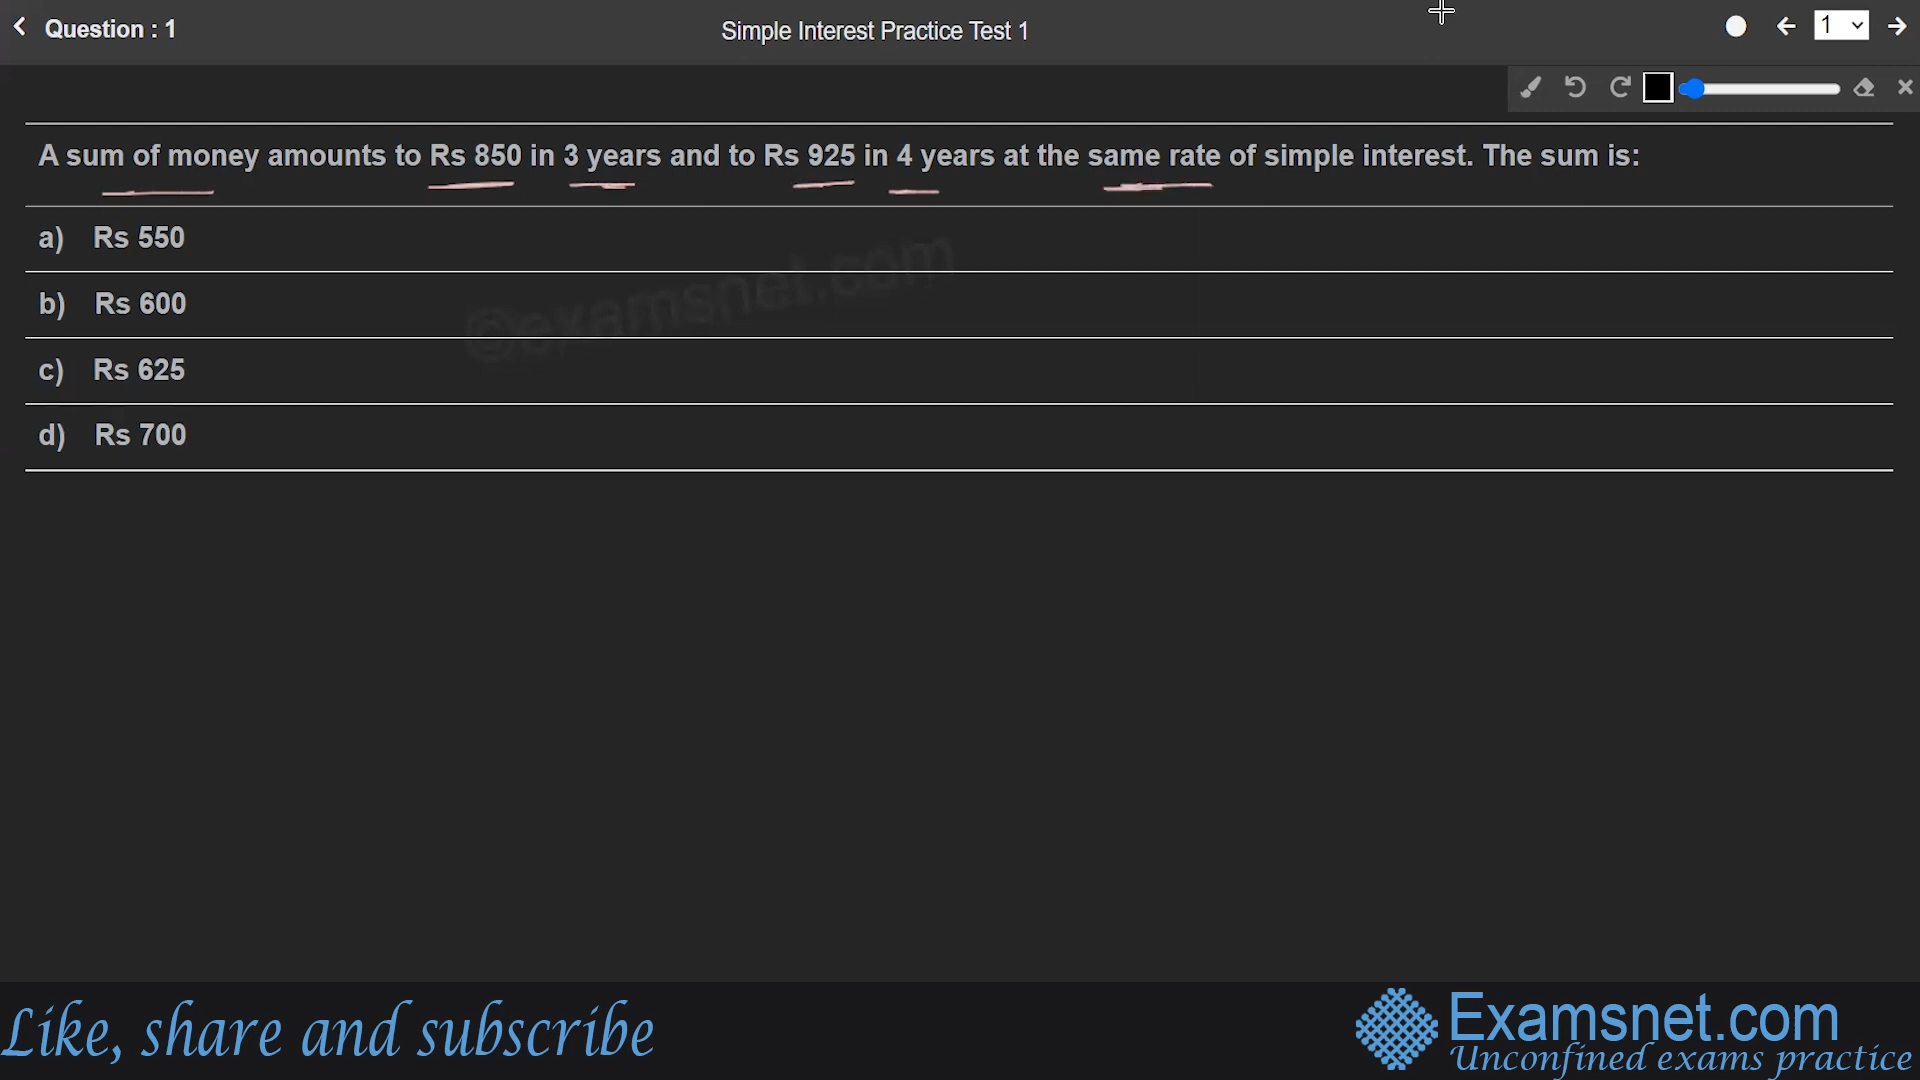 Question : 1
Simple Interest Practice Test 1
1
A sum of money amounts to Rs 850 in 3 years and to Rs 925 in 4 years at the same rate of simple interest. The sum is:
a) Rs 550
b) Rs 600
c) Rs 625
d) Rs 700
©examsnet.com
Like, share and subscribe
Examsnet.com
Unconfined exams practice